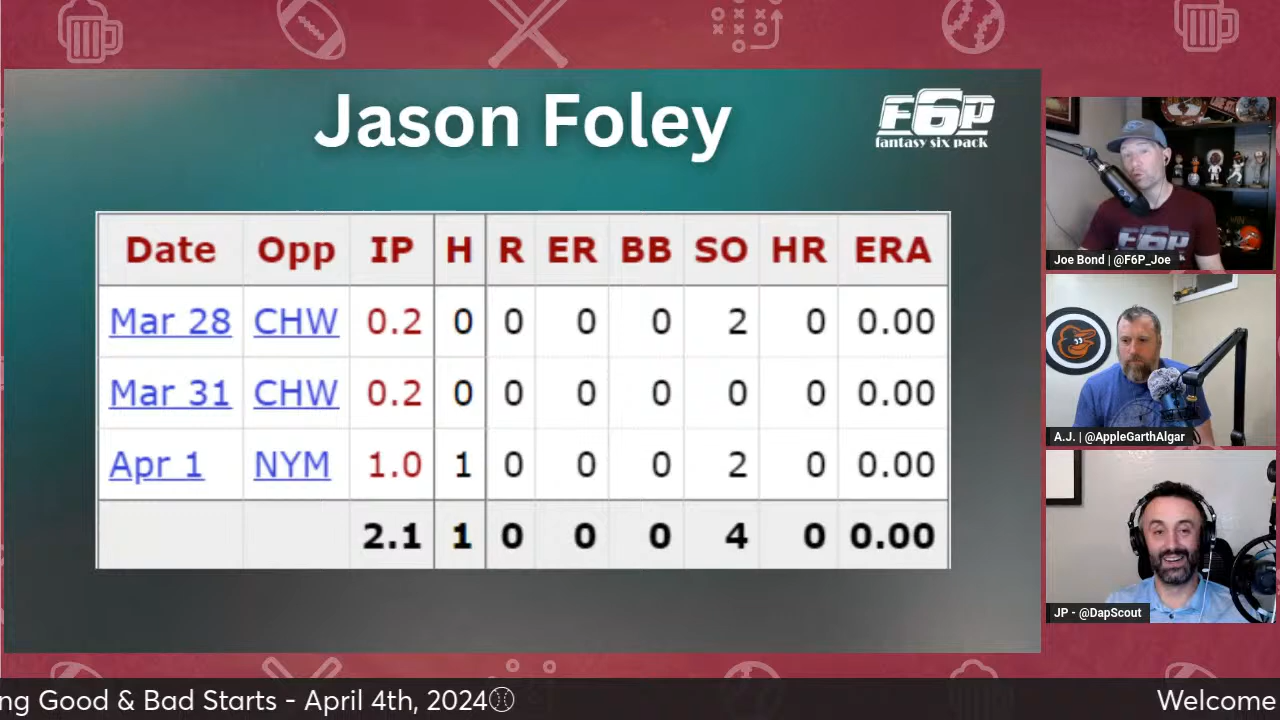 Jason Foley
F6P
fantasy six pack
Date Opp IP H R ER BB SO HR ERA
Mar 28 CHW 0.2 0 0 0 0 2 0 0.00
Mar 31 CHW 0.2 0 0 0 0 0 0 0.00
Apr 1 NYM 1.0 1 0 0 0 2 0 0.00
2.1 1 0 0 0 4 0 0.00
F6P
Joe Bond | @F6P_Joe
A.J. | @AppleGarthAlgar
JP - @DapScout
ng Good & Bad Starts - April 4th, 2024⚾
Welcome